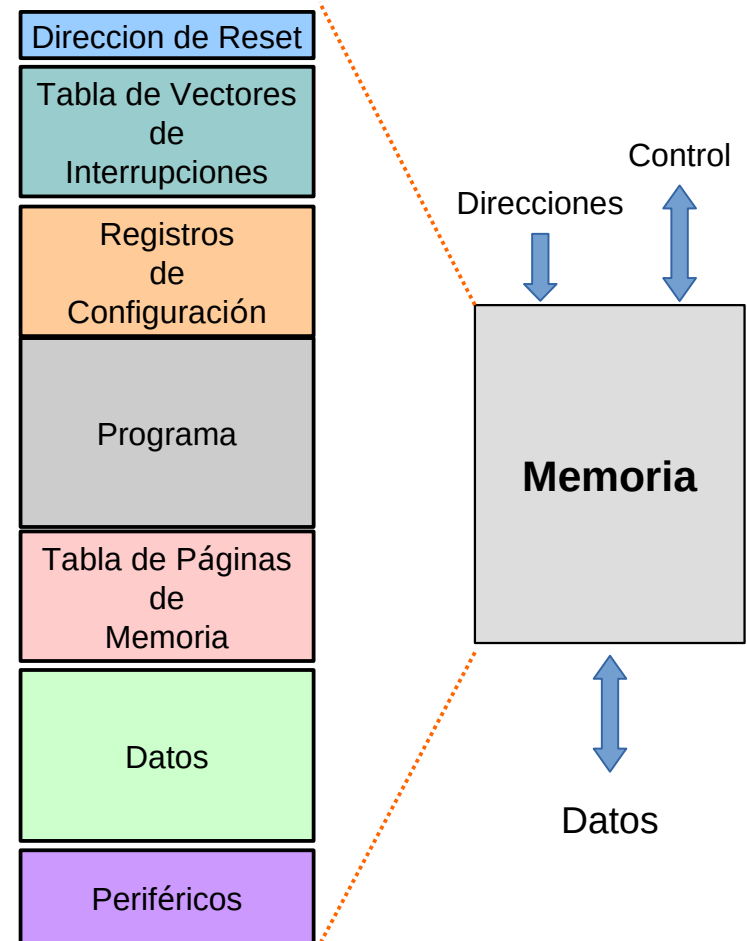 Direccion de Reset
Tabla de Vectores
de
Interrupciones
Registros
de
Configuración
Programa
Tabla de Páginas
de
Memoria
Datos
Periféricos
Control
Direcciones
Memoria
Datos